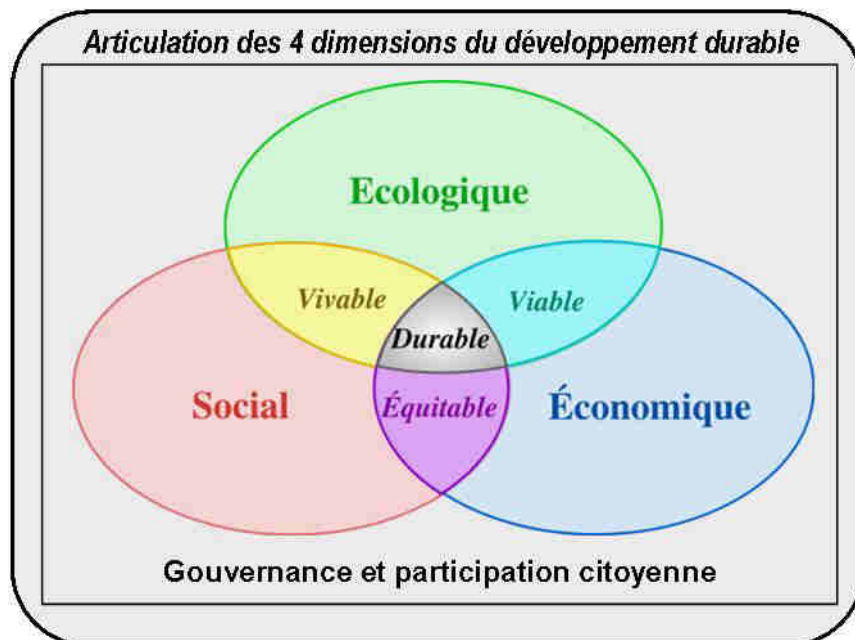 Articulation des 4 dimensions du développement durable
Ecologique
Vivable
Viable
Durable
Social
Équitable
Économique
Gouvernance et participation citoyenne